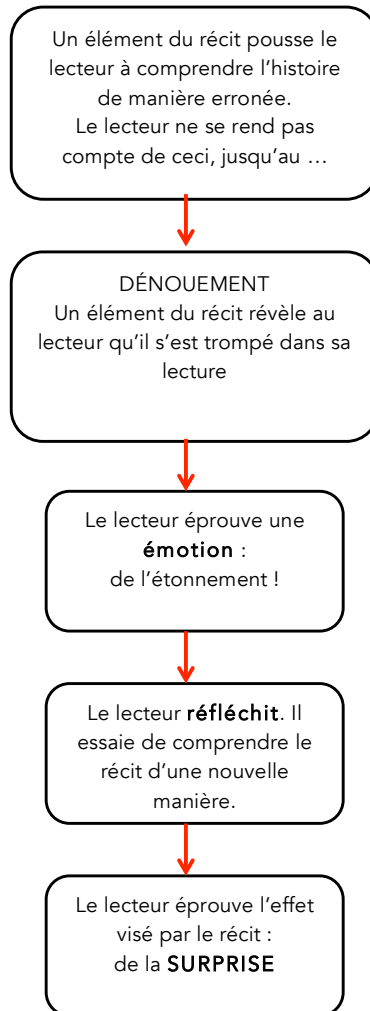 Un élément du récit pousse le
lecteur à comprendre l’histoire
de manière erronée.
Le lecteur ne se rend pas
compte de ceci, jusqu’au …
DÉNOUEMENT
Un élément du récit révèle au
lecteur qu’il s’est trompé dans sa
lecture
Le lecteur éprouve une
émotion :
de l’étonnement !
Le lecteur réfléchit. Il
essaie de comprendre le
récit d’une nouvelle
manière.
Le lecteur éprouve l’effet
visé par le récit :
de la SURPRISE